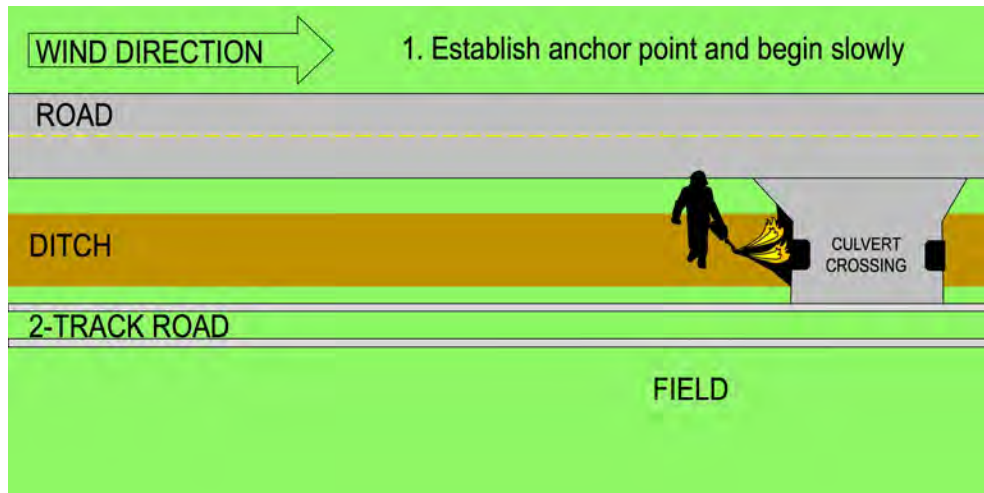 WIND DIRECTION
1. Establish anchor point and begin slowly
ROAD
DITCH
CULVERT
CROSSING
2-TRACK ROAD
FIELD